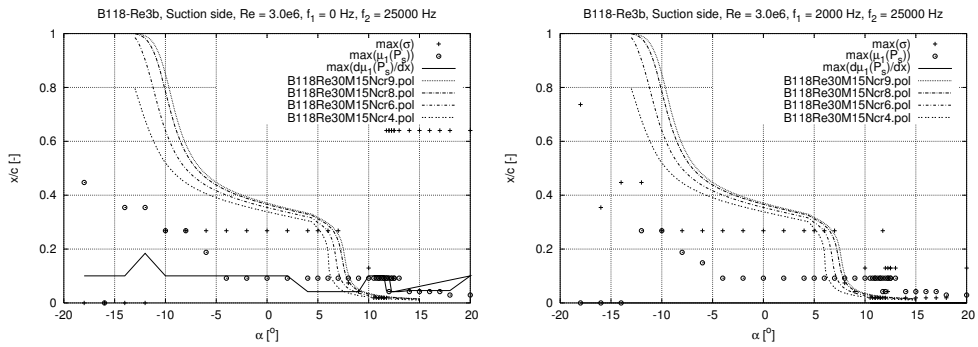 B118-Re3b, Suction side, Re = 3.0e6, f₁ = 0 Hz, f₂ = 25000 Hz
max(σ)
max(μ₁(Pₛ))
max(dμ₁(Pₛ)/dx)
B118Re30M15Ncr9.pol
B118Re30M15Ncr8.pol
B118Re30M15Ncr6.pol
B118Re30M15Ncr4.pol
1
0.8
0.6
0.4
0.2
0
x/c [-]
-20 -15 -10 -5 0 5 10 15 20
α [°]
B118-Re3b, Suction side, Re = 3.0e6, f₁ = 2000 Hz, f₂ = 25000 Hz
max(σ)
max(μ₁(Pₛ))
max(dμ₁(Pₛ)/dx)
B118Re30M15Ncr9.pol
B118Re30M15Ncr8.pol
B118Re30M15Ncr6.pol
B118Re30M15Ncr4.pol
1
0.8
0.6
0.4
0.2
0
x/c [-]
-20 -15 -10 -5 0 5 10 15 20
α [°]